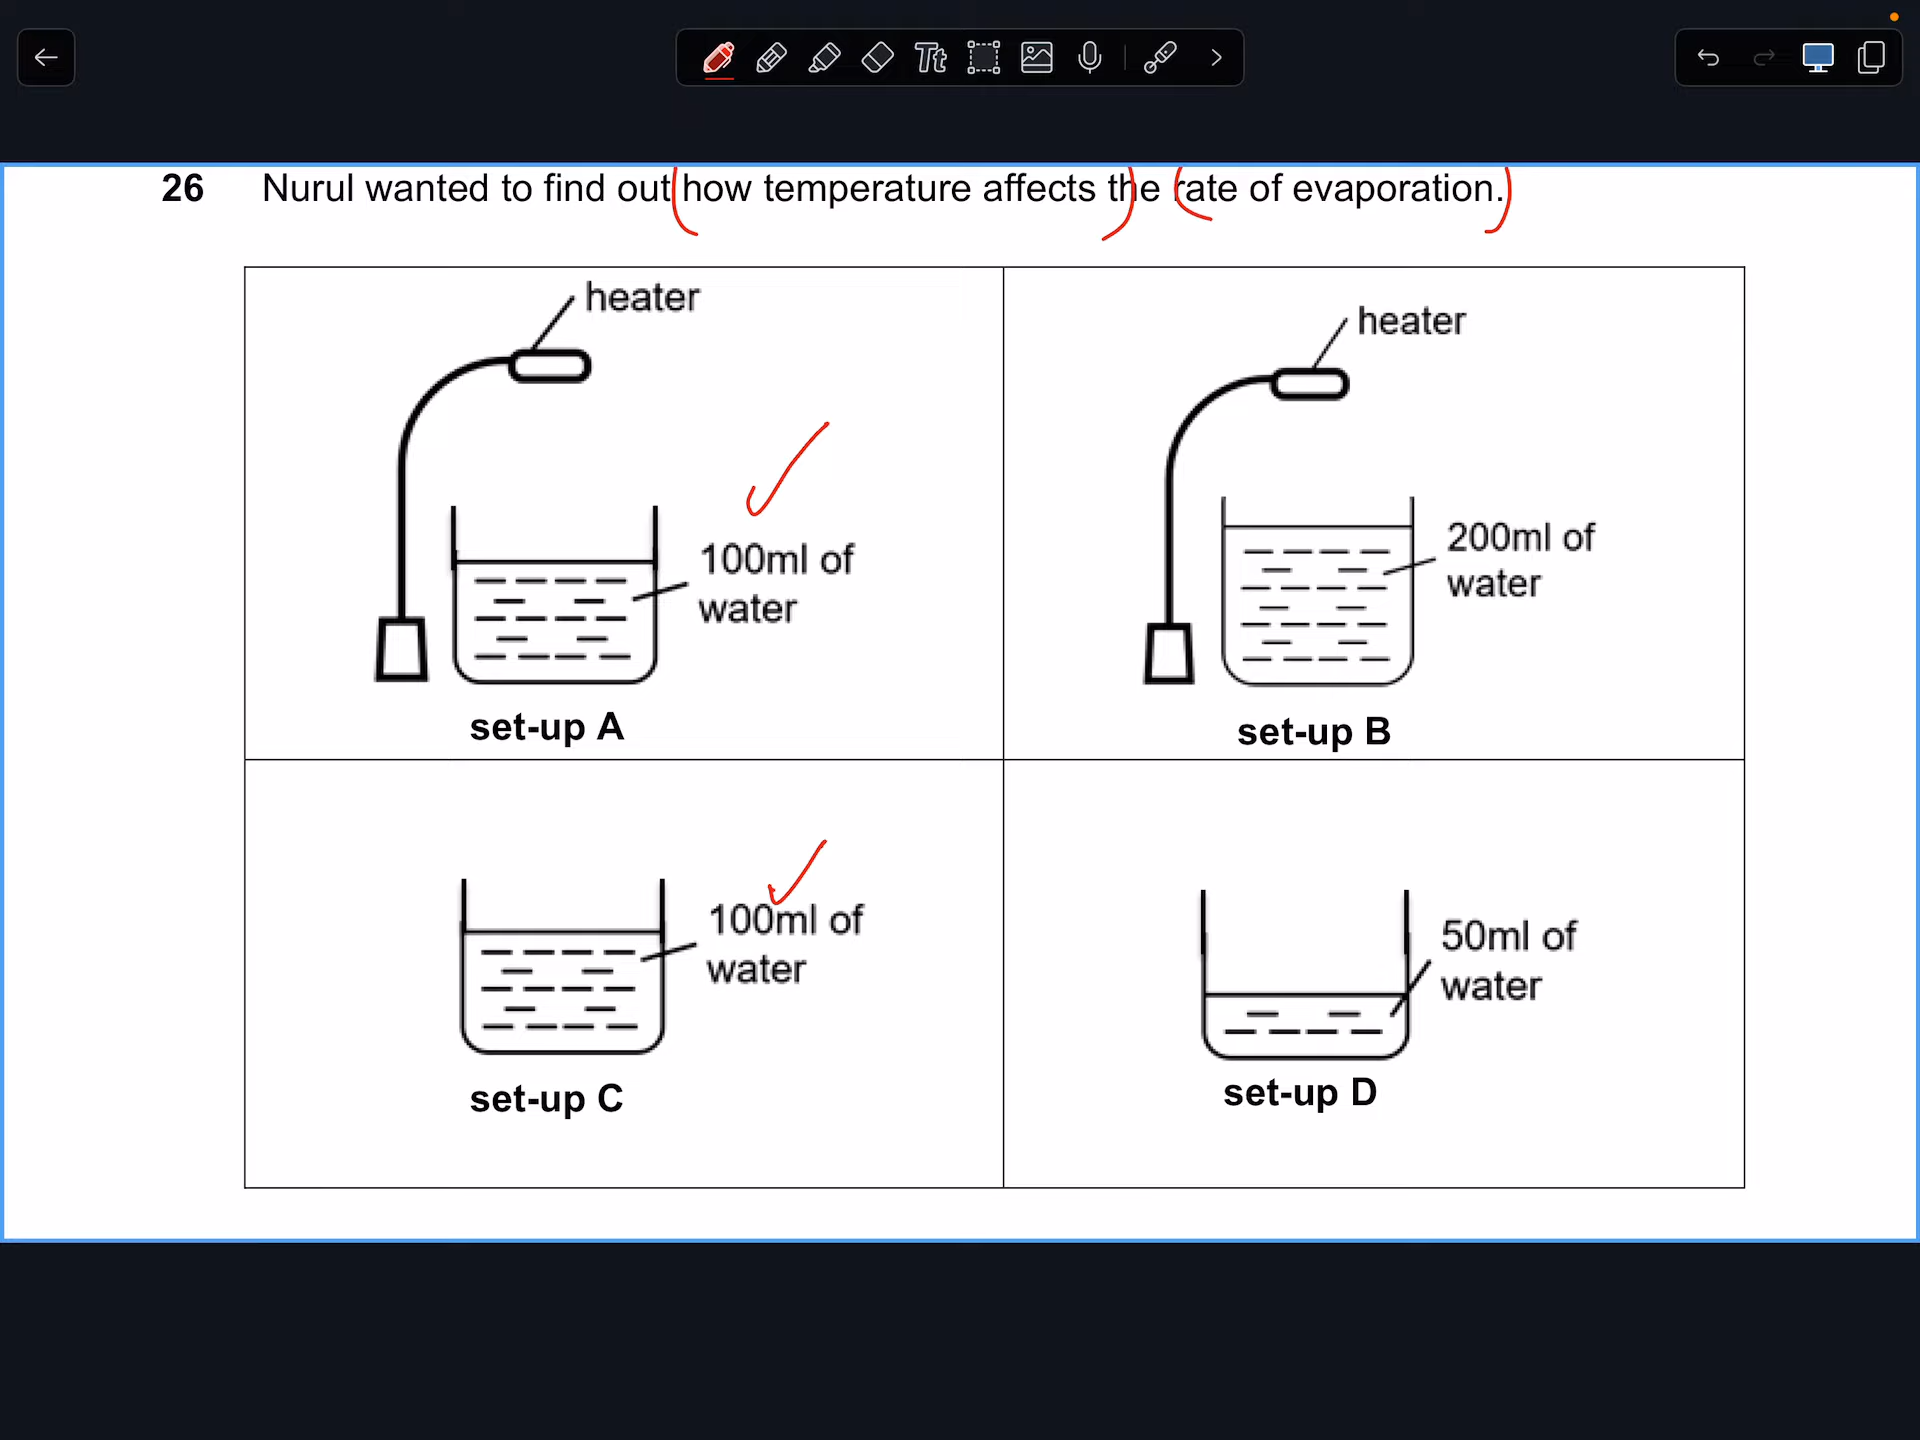 Tt
26 Nurul wanted to find out how temperature affects the rate of evaporation.
heater
100ml of
water
set-up A
heater
200ml of
water
set-up B
100ml of
water
set-up C
50ml of
water
set-up D